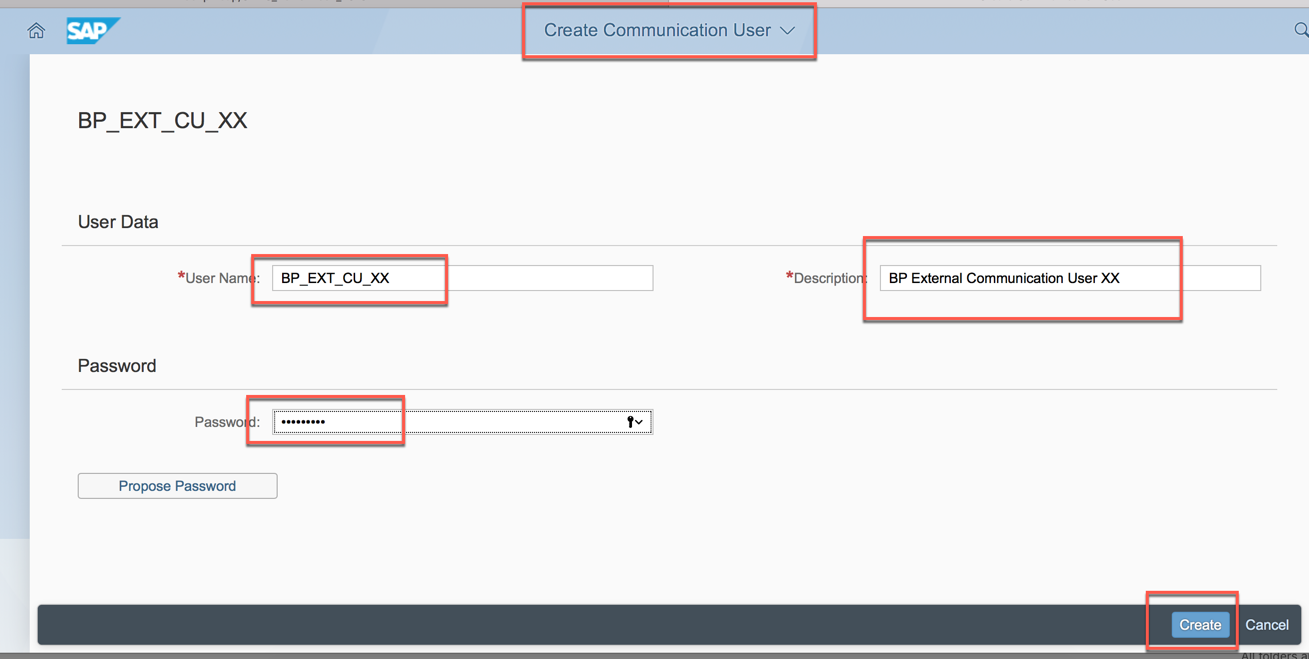 SAP
Create Communication User
BP_EXT_CU_XX
User Data
*User Name: BP_EXT_CU_XX
*Description: BP External Communication User XX
Password
Password: •••••••••
Propose Password
Create Cancel
All folders a